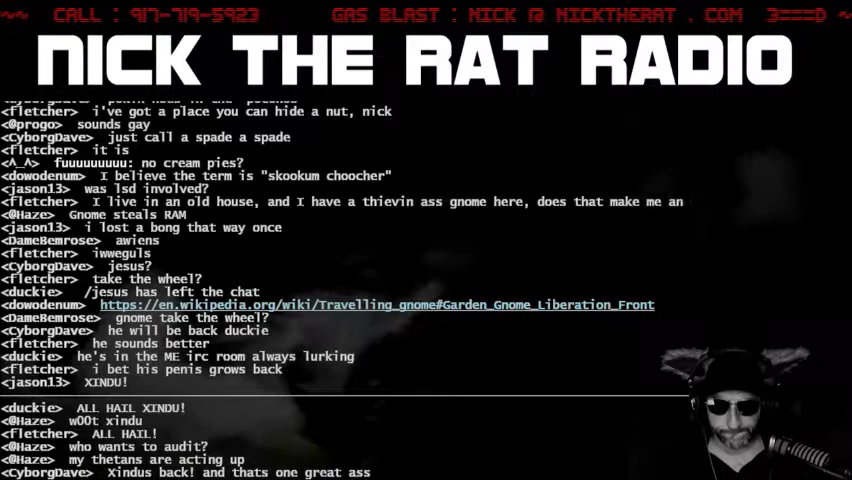 ~~ CALL : 917-719-5923 GAS BLAST : NICK @ NICKTHERAT . COM 3===D ~
NICK THE RAT RADIO
<fletcher> i've got a place you can hide a nut, nick
<@progo> sounds gay
<CyborgDave> just call a spade a spade
<fletcher> it is
<^_^> fuuuuuuuuu: no cream pies?
<dowodenum> I believe the term is "skookum choocher"
<jason13> was lsd involved?
<fletcher> I live in an old house, and I have a thievin ass gnome here, does that make me an
<@Haze> Gnome steals RAM
<jason13> i lost a bong that way once
<DameBemrose> awiens
<fletcher> iwweguls
<CyborgDave> jesus?
<fletcher> take the wheel?
<duckie> /jesus has left the chat
<dowodenum> https://en.wikipedia.org/wiki/Travelling_gnome#Garden_Gnome_Liberation_Front
<DameBemrose> gnome take the wheel?
<CyborgDave> he will be back duckie
<fletcher> he sounds better
<duckie> he's in the ME irc room always lurking
<fletcher> i bet his penis grows back
<jason13> XINDU!
<duckie> ALL HAIL XINDU!
<@Haze> w00t xindu
<fletcher> ALL HAIL!
<@Haze> who wants to audit?
<@Haze> my thetans are acting up
<CyborgDave> Xindus back! and thats one great ass